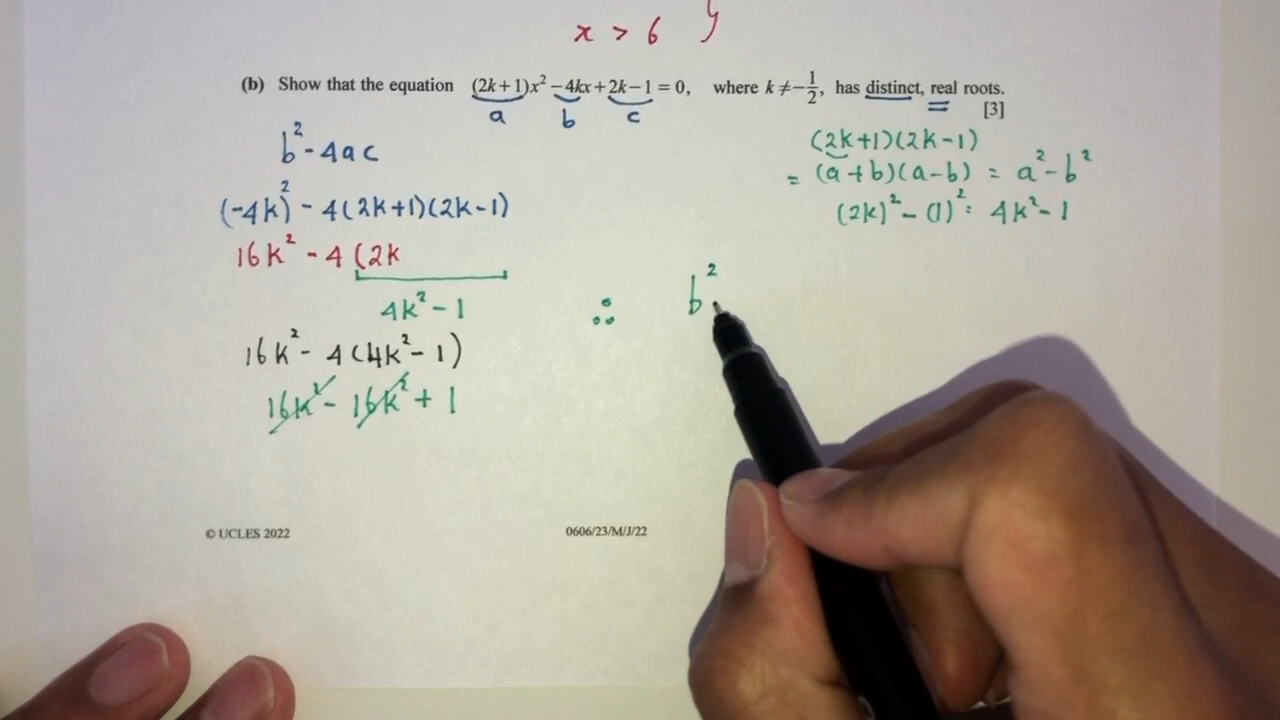 x > 6 }
(b) Show that the equation (2k+1)x² −4kx+2k−1=0, where k≠−1/2, has distinct, real roots.
[3]
a b c
b² - 4ac
(-4k)² - 4(2k+1)(2k-1)
16k² - 4(2k
4k² - 1
16k² - 4(4k² - 1)
16k² - 16k² + 1
(2k+1)(2k-1)
= (a+b)(a-b) = a² - b²
(2k)² - (1)² = 4k² - 1
∴ b²
© UCLES 2022
0606/23/M/J/22